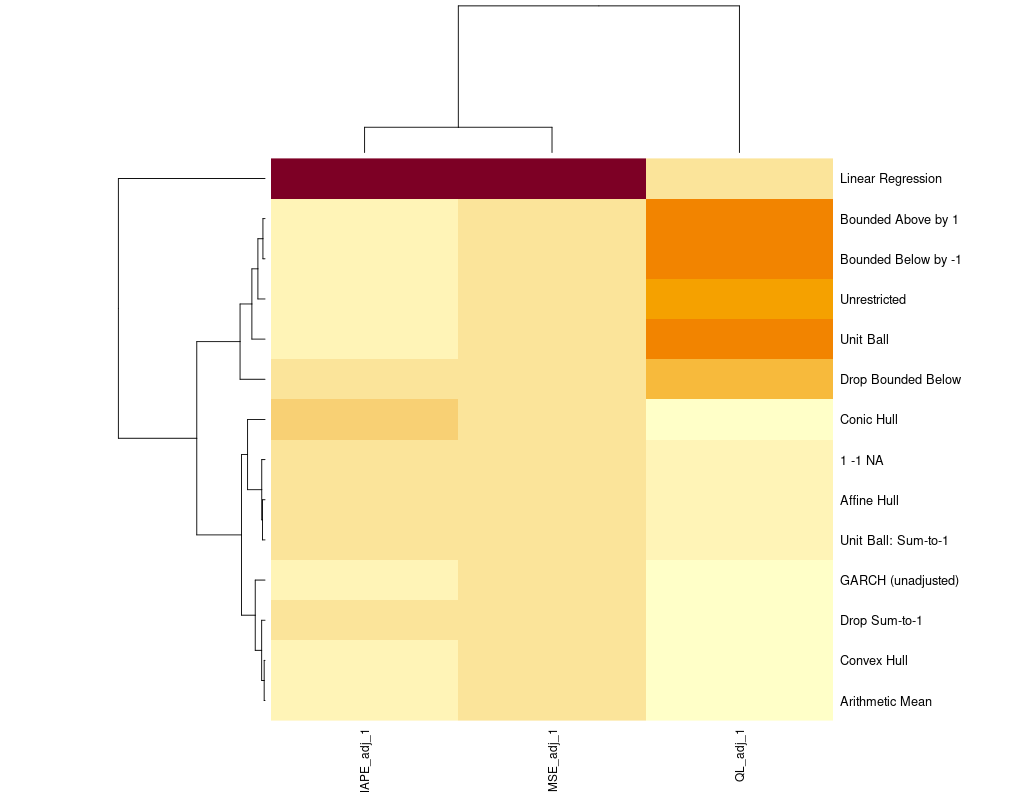 Linear Regression
Bounded Above by 1
Bounded Below by -1
Unrestricted
Unit Ball
Drop Bounded Below
Conic Hull
1 -1 NA
Affine Hull
Unit Ball: Sum-to-1
GARCH (unadjusted)
Drop Sum-to-1
Convex Hull
Arithmetic Mean
IAPE_adj_1
MSE_adj_1
QL_adj_1